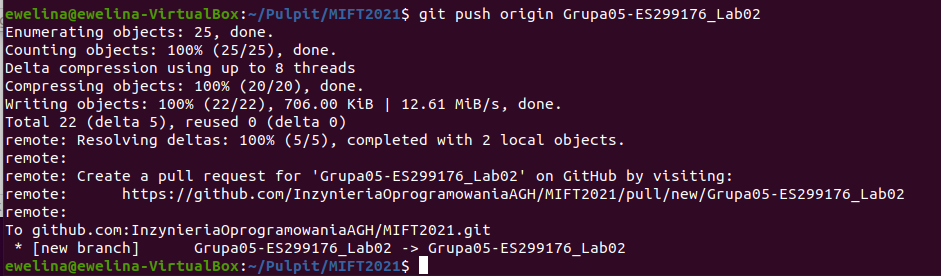 ewelina@ewelina-VirtualBox:~/Pulpit/MIFT2021$ git push origin Grupa05-ES299176_Lab02
Enumerating objects: 25, done.
Counting objects: 100% (25/25), done.
Delta compression using up to 8 threads
Compressing objects: 100% (20/20), done.
Writing objects: 100% (22/22), 706.00 KiB | 12.61 MiB/s, done.
Total 22 (delta 5), reused 0 (delta 0)
remote: Resolving deltas: 100% (5/5), completed with 2 local objects.
remote:
remote: Create a pull request for 'Grupa05-ES299176_Lab02' on GitHub by visiting:
remote:      https://github.com/InzynieriaOprogramowaniaAGH/MIFT2021/pull/new/Grupa05-ES299176_Lab02
remote:
To github.com:InzynieriaOprogramowaniaAGH/MIFT2021.git
 * [new branch]      Grupa05-ES299176_Lab02 -> Grupa05-ES299176_Lab02
ewelina@ewelina-VirtualBox:~/Pulpit/MIFT2021$